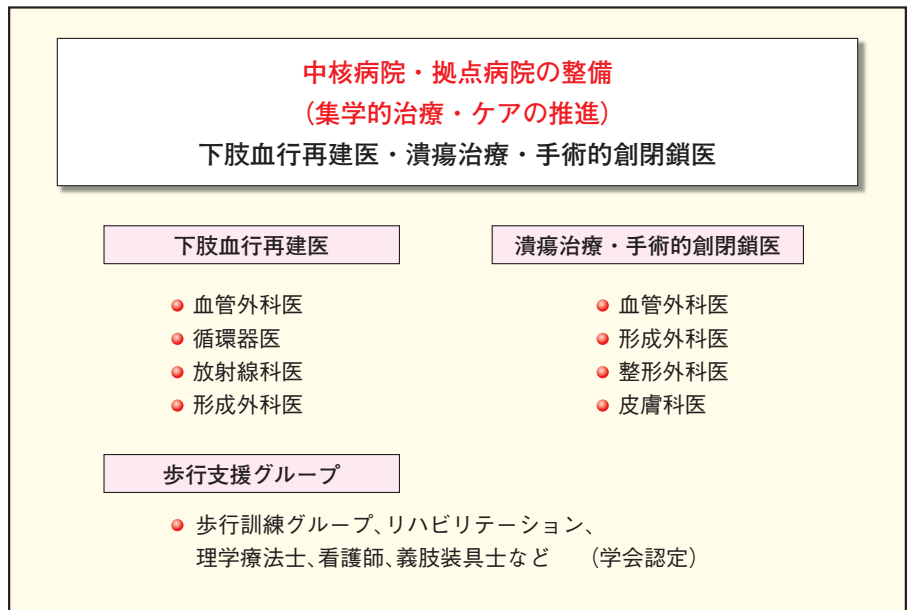 中核病院・拠点病院の整備
（集学的治療・ケアの推進）
下肢血行再建医・潰瘍治療・手術的創閉鎖医
下肢血行再建医
血管外科医
循環器医
放射線科医
形成外科医
潰瘍治療・手術的創閉鎖医
血管外科医
形成外科医
整形外科医
皮膚科医
歩行支援グループ
歩行訓練グループ、リハビリテーション、
理学療法士、看護師、義肢装具士など （学会認定）